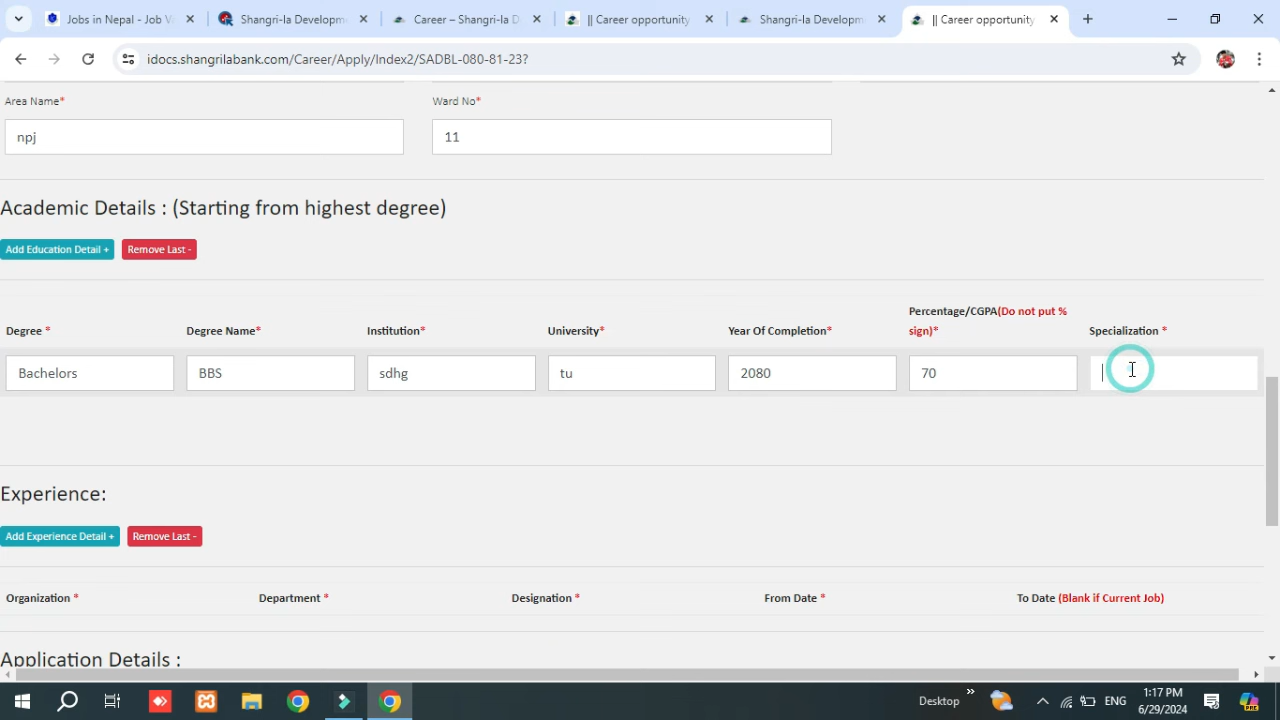 Jobs in Nepal - Job V
Shangri-la Developm
Career – Shangri-la D
|| Career opportunity
Shangri-la Developm
|| Career opportunity
idocs.shangrilabank.com/Career/Apply/Index2/SADBL-080-81-23?
Area Name*
Ward No*
npj
11
Academic Details : (Starting from highest degree)
Add Education Detail +
Remove Last -
Degree *
Degree Name*
Institution*
University*
Year Of Completion*
Percentage/CGPA(Do not put %
sign)*
Specialization *
Bachelors
BBS
sdhg
tu
2080
70
Experience:
Add Experience Detail +
Remove Last -
Organization *
Department *
Designation *
From Date *
To Date (Blank if Current Job)
Application Details :
Desktop
ENG
1:17 PM
6/29/2024
PRE